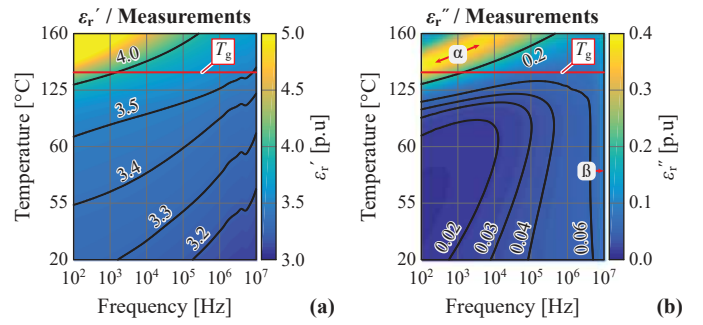 εr′ / Measurements
160
125
60
55
20
Temperature [°C]
10² 10³ 10⁴ 10⁵ 10⁶ 10⁷
Frequency [Hz]
4.0
3.5
3.4
3.3
3.2
Tg
5.0
4.5
4.0
3.5
3.0
εr′ [p.u]
(a)
εr″ / Measurements
160
125
60
55
20
Temperature [°C]
10² 10³ 10⁴ 10⁵ 10⁶ 10⁷
Frequency [Hz]
α
0.2
Tg
ß
0.02
0.03
0.04
0.06
0.4
0.3
0.2
0.1
0.0
εr″ [p.u]
(b)